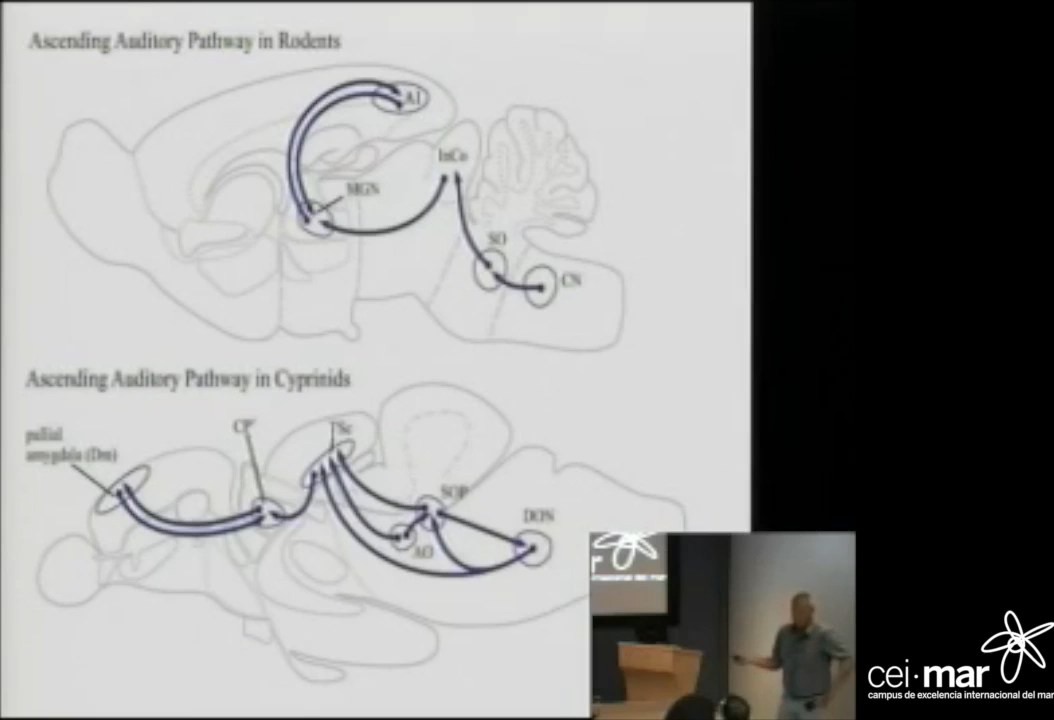 Ascending Auditory Pathway in Rodents
A1
InCo
MGN
SO
CN
Ascending Auditory Pathway in Cyprinids
pallial
amygdala (Dm)
CP
TSc
SOP
DON
AO
cei·mar
campus de excelencia internacional del mar